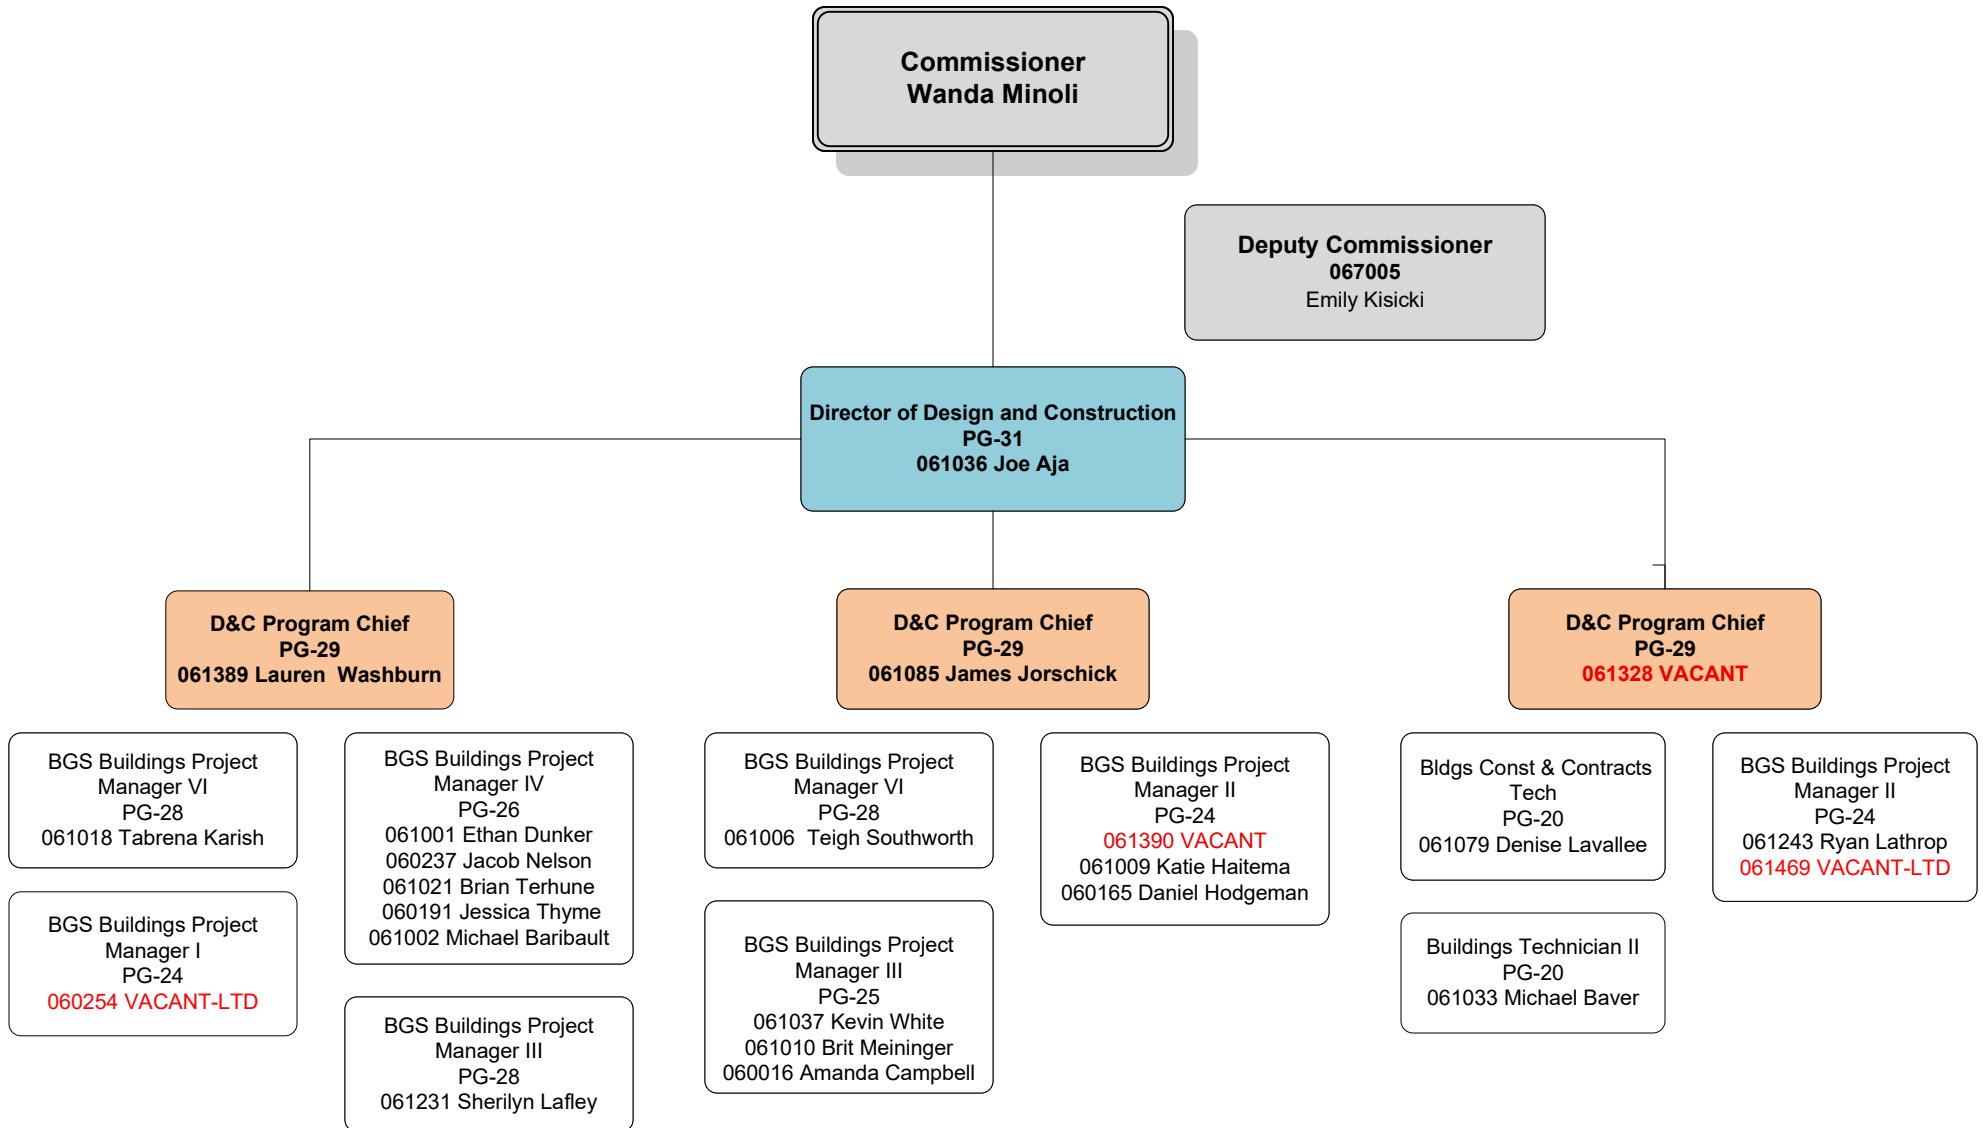 Commissioner
Wanda Minoli
Deputy Commissioner
067005
Emily Kisicki
Director of Design and Construction
PG-31
061036 Joe Aja
D&C Program Chief
PG-29
061389 Lauren  Washburn
D&C Program Chief
PG-29
061085 James Jorschick
D&C Program Chief
PG-29
061328 VACANT
BGS Buildings Project
Manager VI
PG-28
061018 Tabrena Karish
BGS Buildings Project
Manager I
PG-24
060254 VACANT-LTD
BGS Buildings Project
Manager IV
PG-26
061001 Ethan Dunker
060237 Jacob Nelson
061021 Brian Terhune
060191 Jessica Thyme
061002 Michael Baribault
BGS Buildings Project
Manager III
PG-28
061231 Sherilyn Lafley
BGS Buildings Project
Manager VI
PG-28
061006  Teigh Southworth
BGS Buildings Project
Manager III
PG-25
061037 Kevin White
061010 Brit Meininger
060016 Amanda Campbell
BGS Buildings Project
Manager II
PG-24
061390 VACANT
061009 Katie Haitema
060165 Daniel Hodgeman
Bldgs Const & Contracts
Tech
PG-20
061079 Denise Lavallee
Buildings Technician II
PG-20
061033 Michael Baver
BGS Buildings Project
Manager II
PG-24
061243 Ryan Lathrop
061469 VACANT-LTD